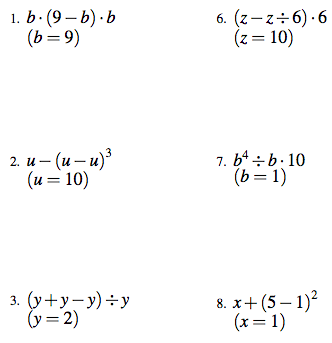 1. b·(9−b)·b
(b=9)
6. (z−z÷6)·6
(z=10)
2. u−(u−u)³
(u=10)
7. b⁴÷b·10
(b=1)
3. (y+y−y)÷y
(y=2)
8. x+(5−1)²
(x=1)